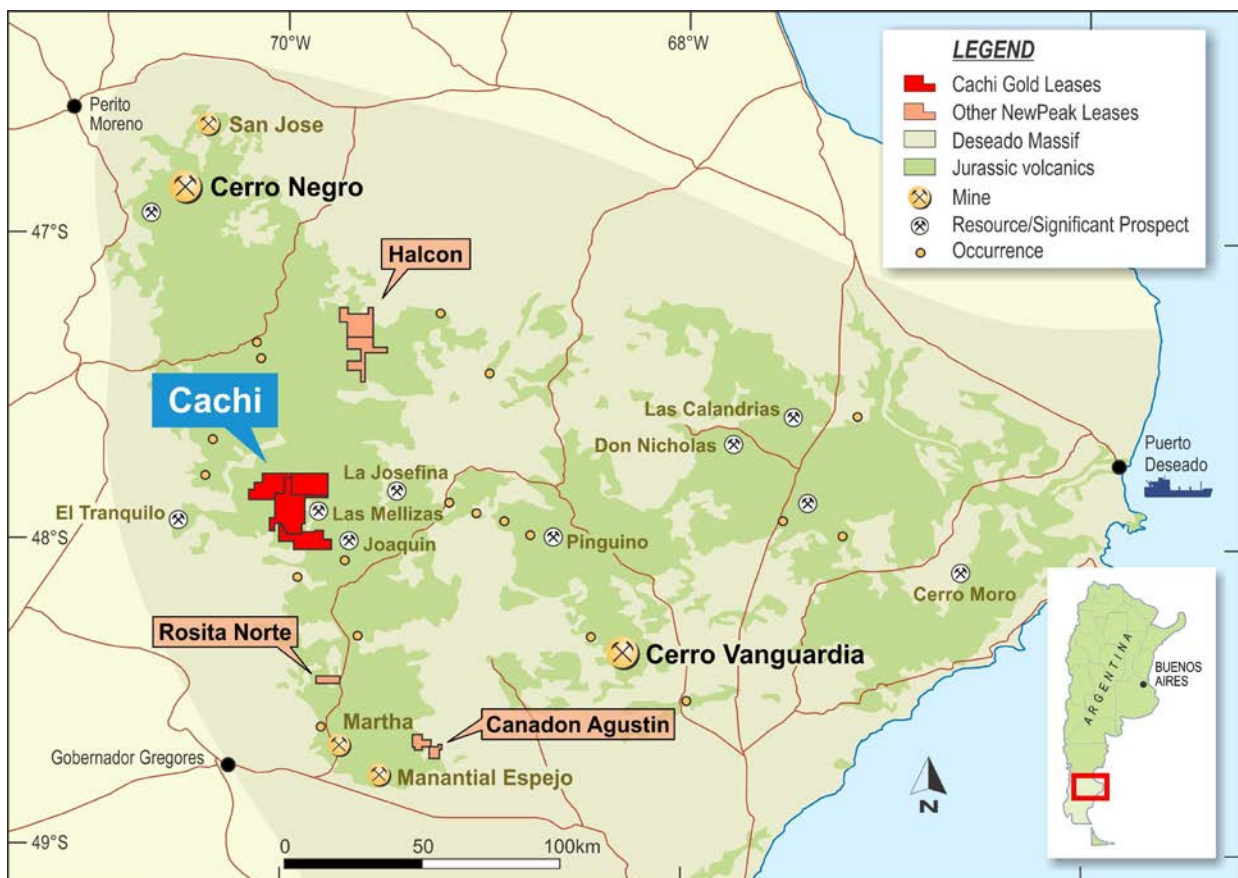 70°W
68°W
LEGEND
Cachi Gold Leases
Other NewPeak Leases
Deseado Massif
Jurassic volcanics
Mine
Resource/Significant Prospect
Occurrence
Perito
Moreno
San Jose
Cerro Negro
47°S
Halcon
Cachi
Las Calandrias
Don Nicholas
Puerto
Deseado
La Josefina
El Tranquilo
Las Mellizas
48°S
Joaquin
Pinguino
Cerro Moro
Rosita Norte
Cerro Vanguardia
ARGENTINA
BUENOS
AIRES
Martha
Canadon Agustin
Gobernador Gregores
Manantial Espejo
N
49°S
0 50 100km